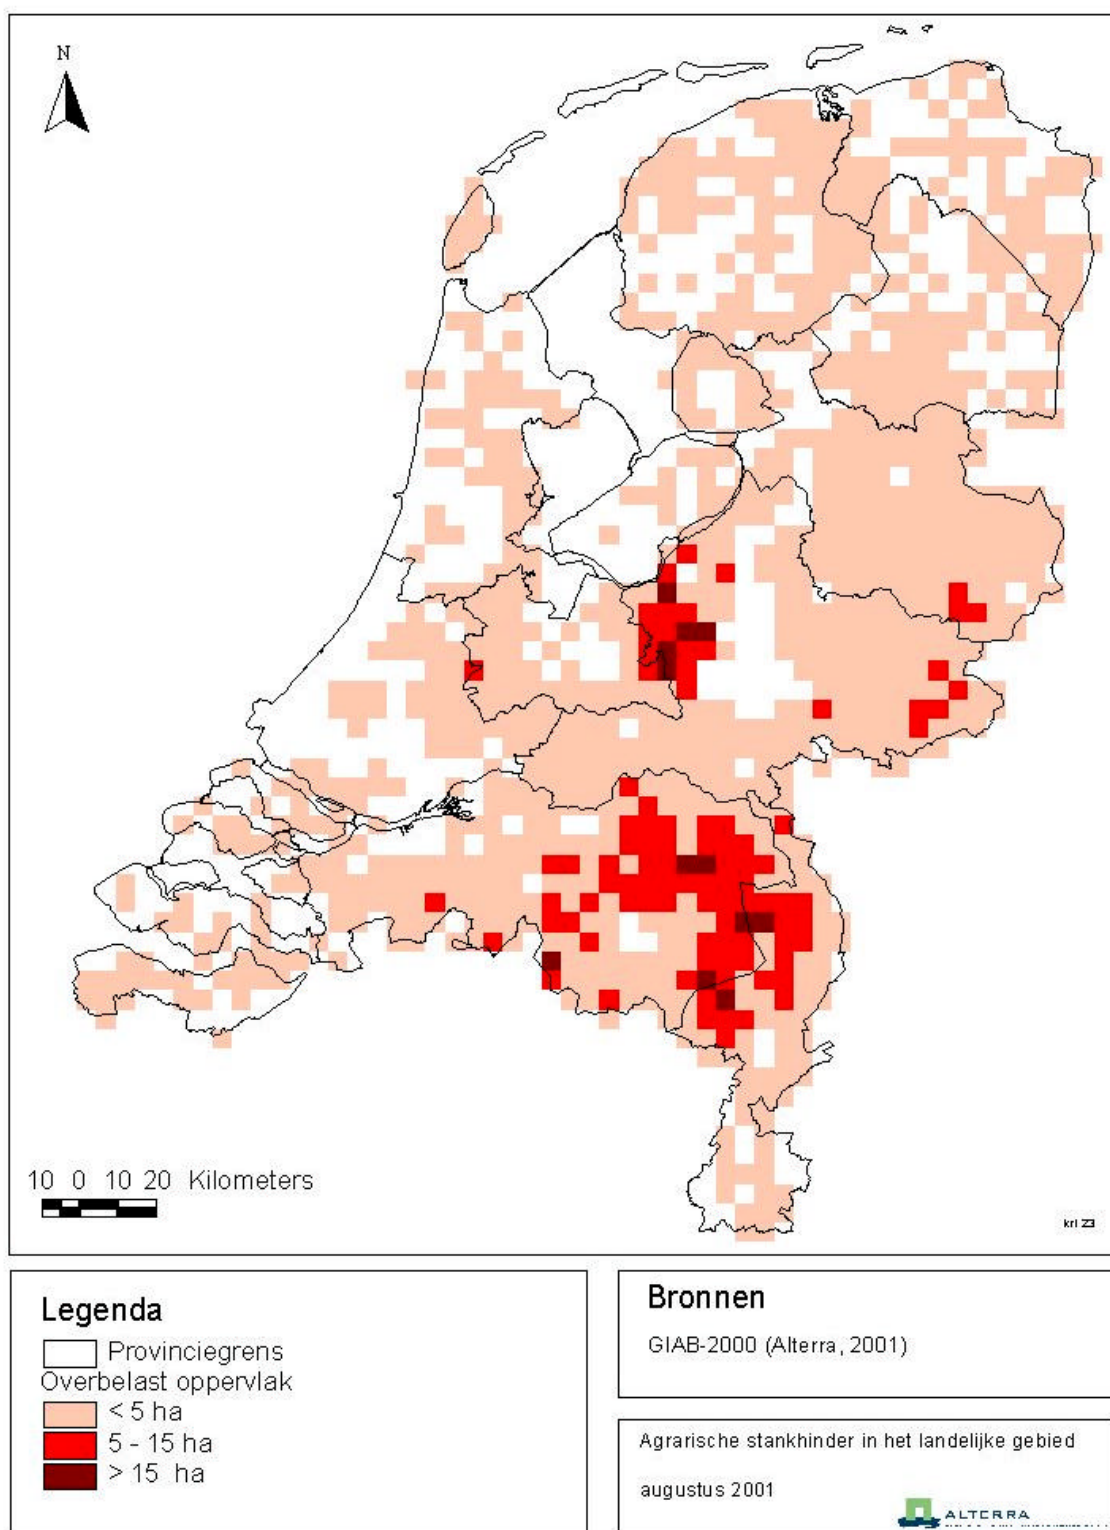 N
10 0 10 20 Kilometers
krl 23
Legenda
Provinciegrens
Overbelast oppervlak
< 5 ha
5 - 15 ha
> 15 ha
Bronnen
GIAB-2000 (Alterra, 2001)
Agrarische stankhinder in het landelijke gebied
augustus 2001
ALTERRA